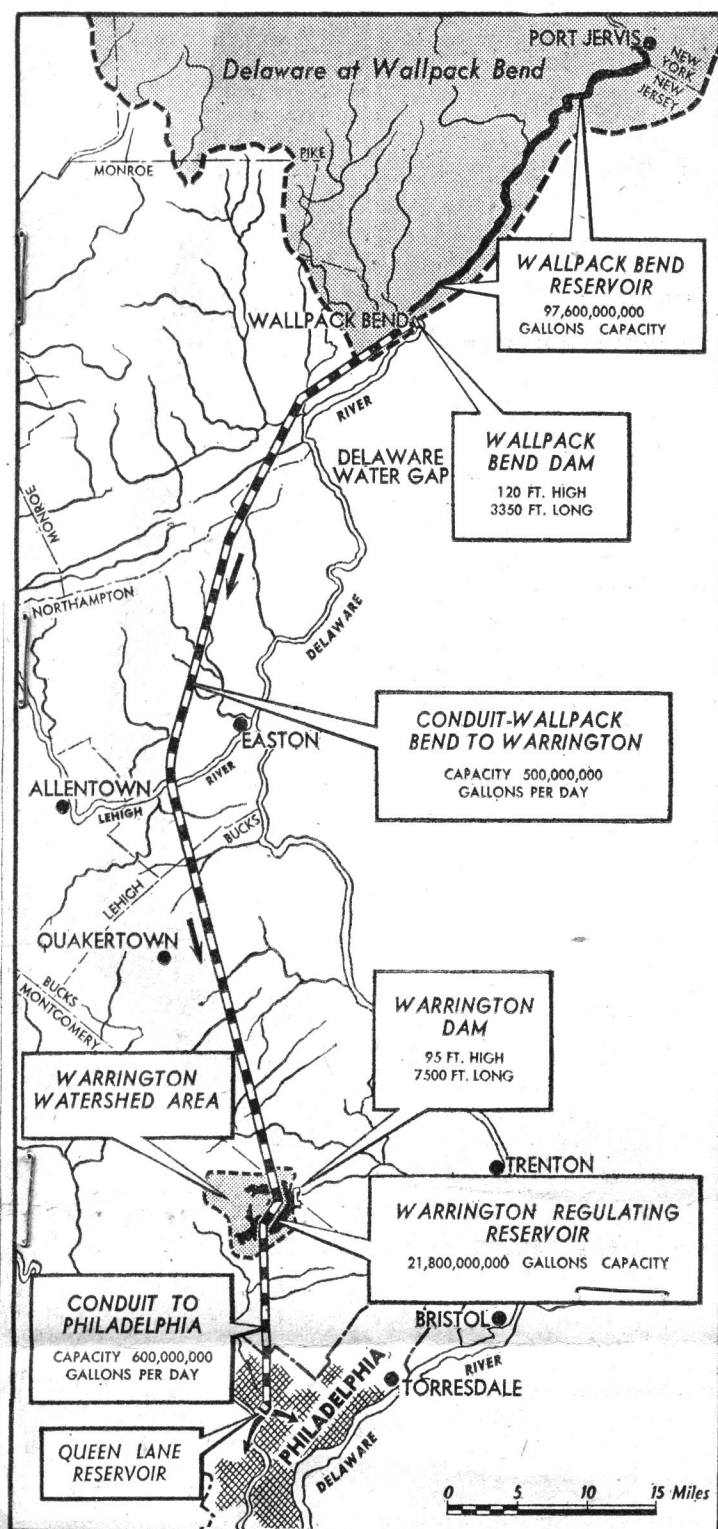 PORT JERVIS
Delaware at Wallpack Bend
NEW
YORK
NEW
JERSEY
PIKE
MONROE
WALLPACK BEND
RESERVOIR
97,600,000,000
GALLONS CAPACITY
WALLPACK BEND
RIVER
WALLPACK
BEND DAM
120 FT. HIGH
3350 FT. LONG
DELAWARE
WATER GAP
MONROE
NORTHAMPTON
DELAWARE
CONDUIT-WALLPACK
BEND TO WARRINGTON
CAPACITY 500,000,000
GALLONS PER DAY
EASTON
RIVER
ALLENTOWN
LEHIGH
BUCKS
LEHIGH
QUAKERTOWN
BUCKS
MONTGOMERY
WARRINGTON
DAM
95 FT. HIGH
7500 FT. LONG
WARRINGTON
WATERSHED AREA
TRENTON
WARRINGTON REGULATING
RESERVOIR
21,800,000,000 GALLONS CAPACITY
CONDUIT TO
PHILADELPHIA
CAPACITY 600,000,000
GALLONS PER DAY
BRISTOL
RIVER
TORRESDALE
PHILADELPHIA
QUEEN LANE
RESERVOIR
DELAWARE
0 5 10 15 Miles